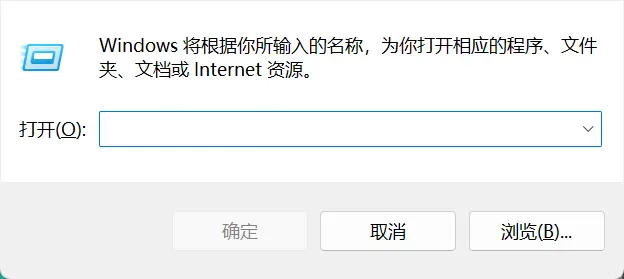 Windows 将根据你所输入的名称，为你打开相应的程序、文件
夹、文档或 Internet 资源。
打开(O):
确定
取消
浏览(B)...